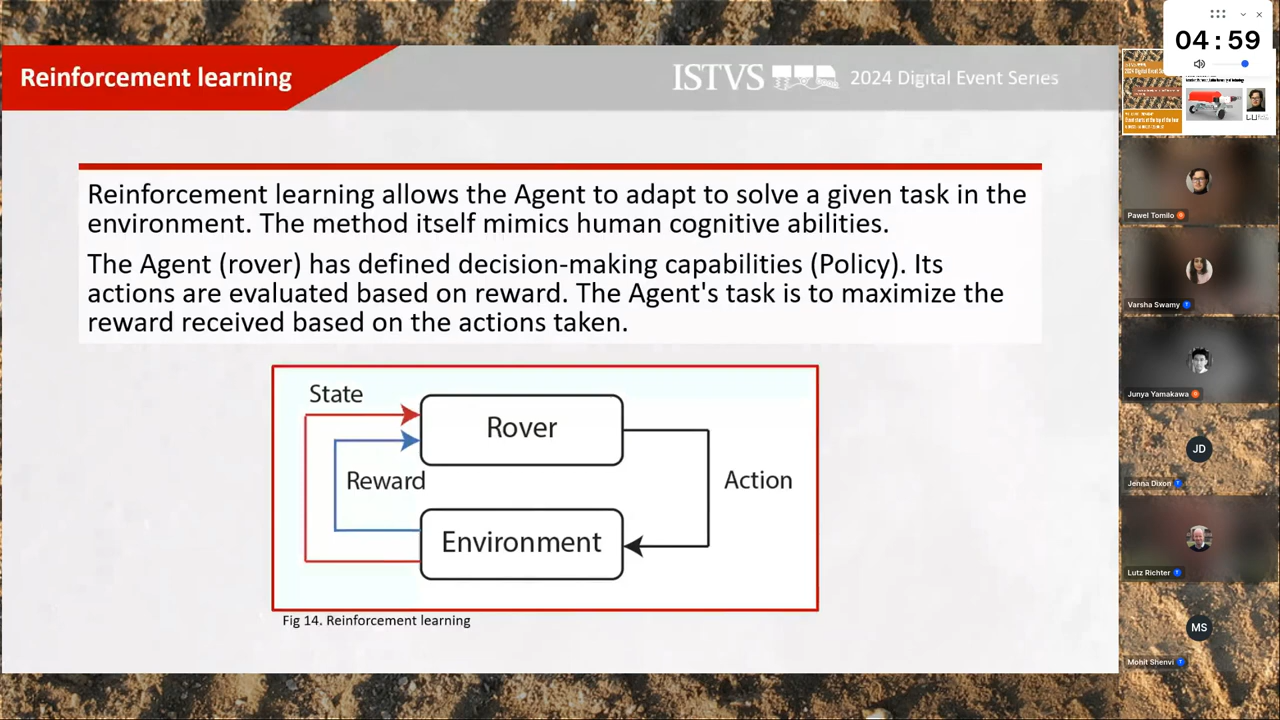 Reinforcement learning
ISTVS 2024 Digital Event Series
Reinforcement learning allows the Agent to adapt to solve a given task in the
environment. The method itself mimics human cognitive abilities.
The Agent (rover) has defined decision-making capabilities (Policy). Its
actions are evaluated based on reward. The Agent's task is to maximize the
reward received based on the actions taken.
State
Rover
Reward
Action
Environment
Fig 14. Reinforcement learning
04:59
Pawel Tomilo
Varsha Swamy
Junya Yamakawa
JD
Jenna Dixon
Lutz Richter
MS
Mohit Shenvi